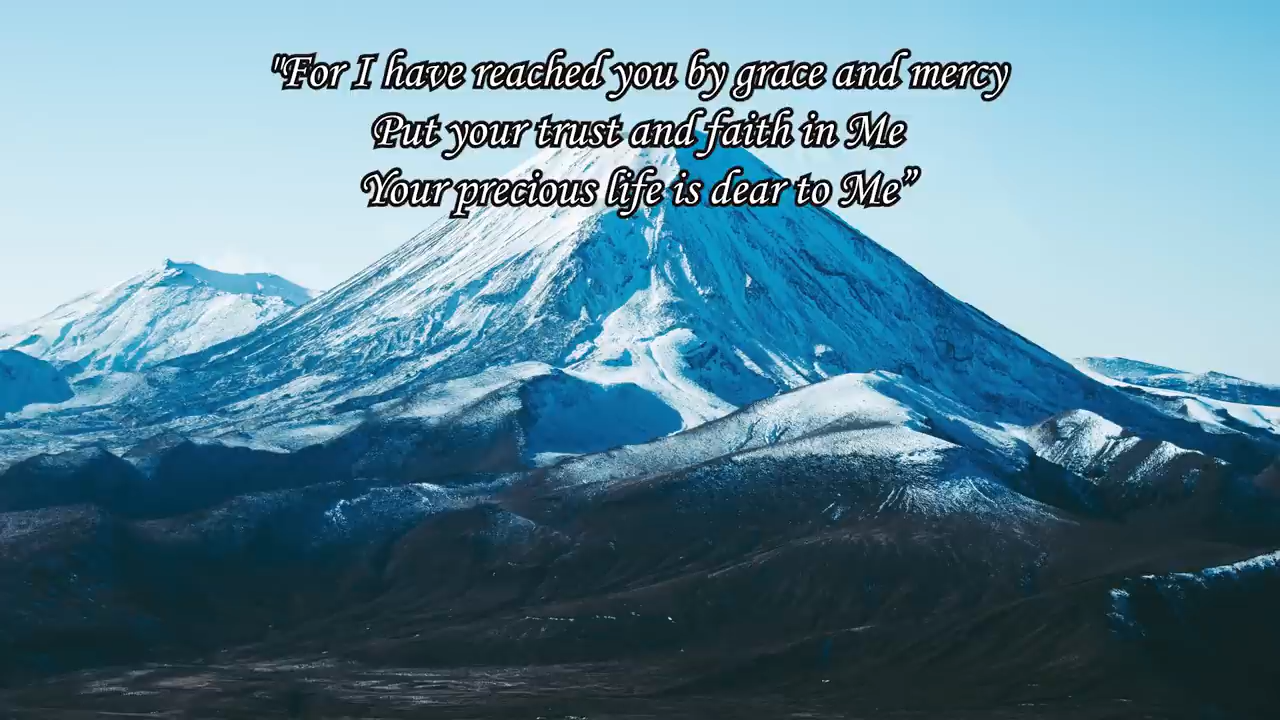 "For I have reached you by grace and mercy
Put your trust and faith in Me
Your precious life is dear to Me”